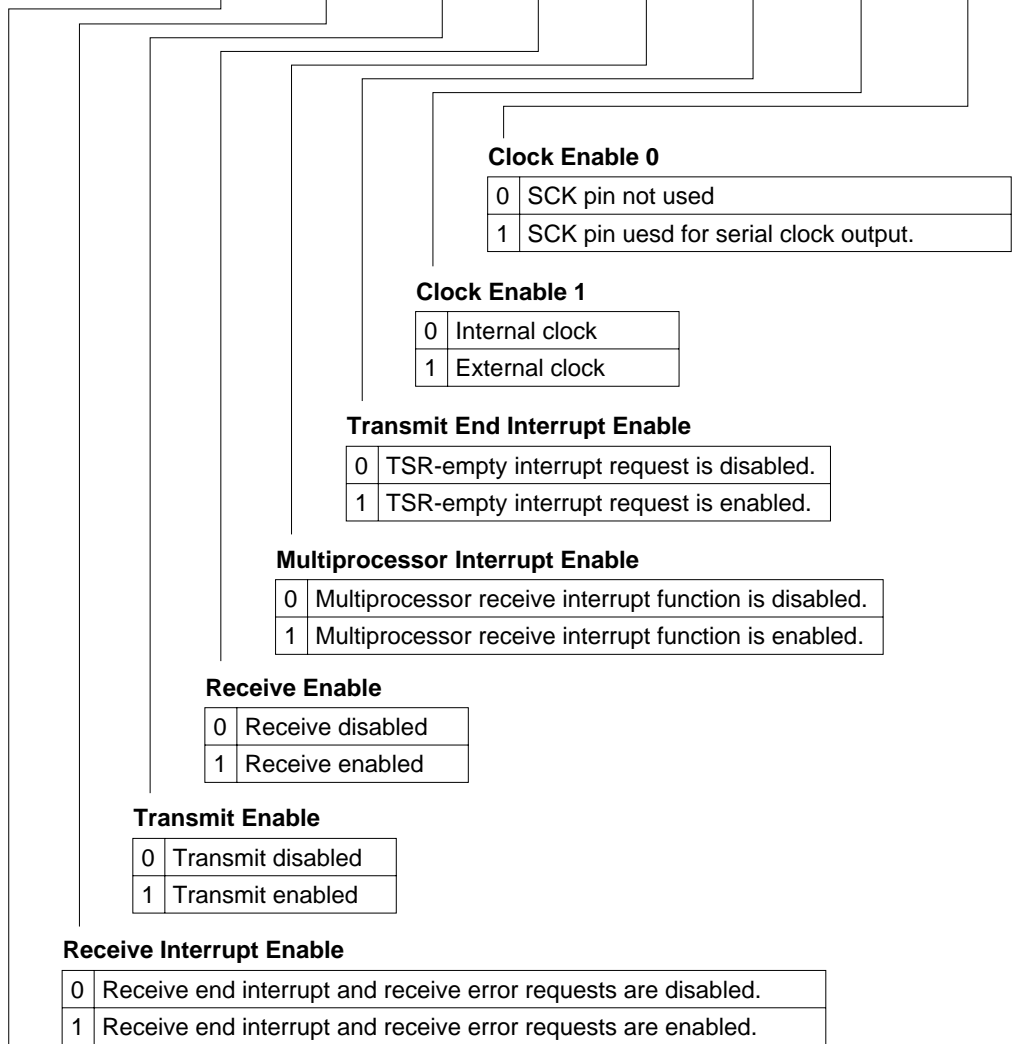 Clock Enable 0
0 SCK pin not used
1 SCK pin uesd for serial clock output.
Clock Enable 1
0 Internal clock
1 External clock
Transmit End Interrupt Enable
0 TSR-empty interrupt request is disabled.
1 TSR-empty interrupt request is enabled.
Multiprocessor Interrupt Enable
0 Multiprocessor receive interrupt function is disabled.
1 Multiprocessor receive interrupt function is enabled.
Receive Enable
0 Receive disabled
1 Receive enabled
Transmit Enable
0 Transmit disabled
1 Transmit enabled
Receive Interrupt Enable
0 Receive end interrupt and receive error requests are disabled.
1 Receive end interrupt and receive error requests are enabled.